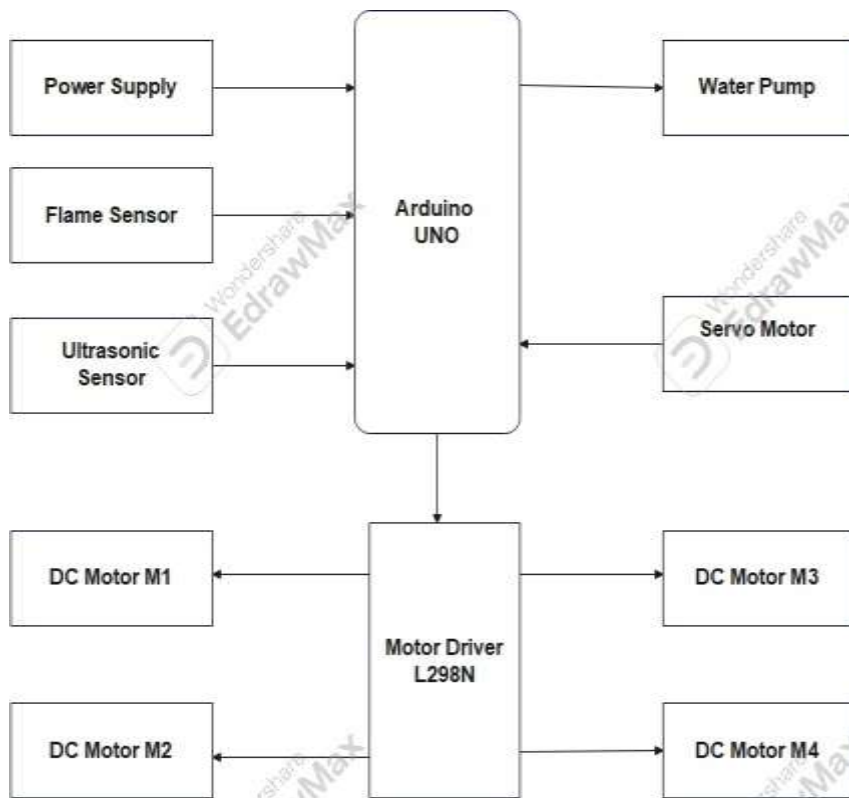 Power Supply
Water Pump
Flame Sensor
Arduino
UNO
Ultrasonic
Sensor
Servo Motor
DC Motor M1
DC Motor M3
Motor Driver
L298N
DC Motor M2
DC Motor M4
Wondershare
EdrawMax
Wondershare
EdrawMax